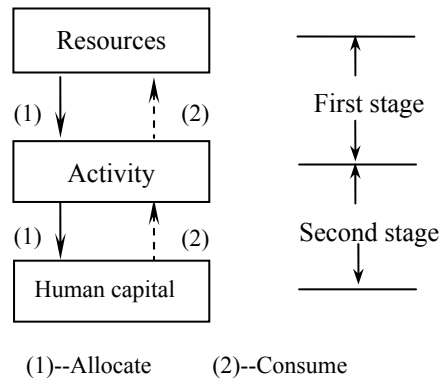 Resources
(1) (2)
First stage
Activity
(1) (2)
Second stage
Human capital
(1)--Allocate (2)--Consume